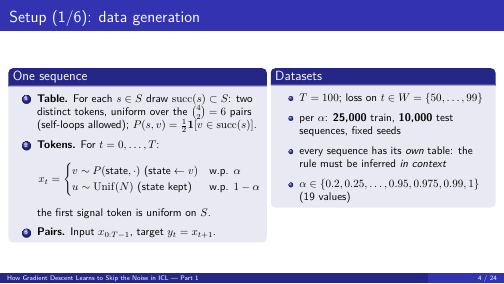 Setup (1/6): data generation
One sequence
1 Table. For each s ∈ S draw succ(s) ⊂ S: two
distinct tokens, uniform over the (4 2) = 6 pairs
(self-loops allowed); P(s, v) = ½1[v ∈ succ(s)].
2 Tokens. For t = 0, . . . , T:
x_t = { v ∼ P(state, ·) (state ← v) w.p. α
u ∼ Unif(N) (state kept) w.p. 1 − α
the first signal token is uniform on S.
3 Pairs. Input x_{0:T−1}, target y_t = x_{t+1}.
Datasets
T = 100; loss on t ∈ W = {50, . . . , 99}
per α: 25,000 train, 10,000 test
sequences, fixed seeds
every sequence has its own table: the
rule must be inferred in context
α ∈ {0.2, 0.25, . . . , 0.95, 0.975, 0.99, 1}
(19 values)
How Gradient Descent Learns to Skip the Noise in ICL — Part 1
4 / 24